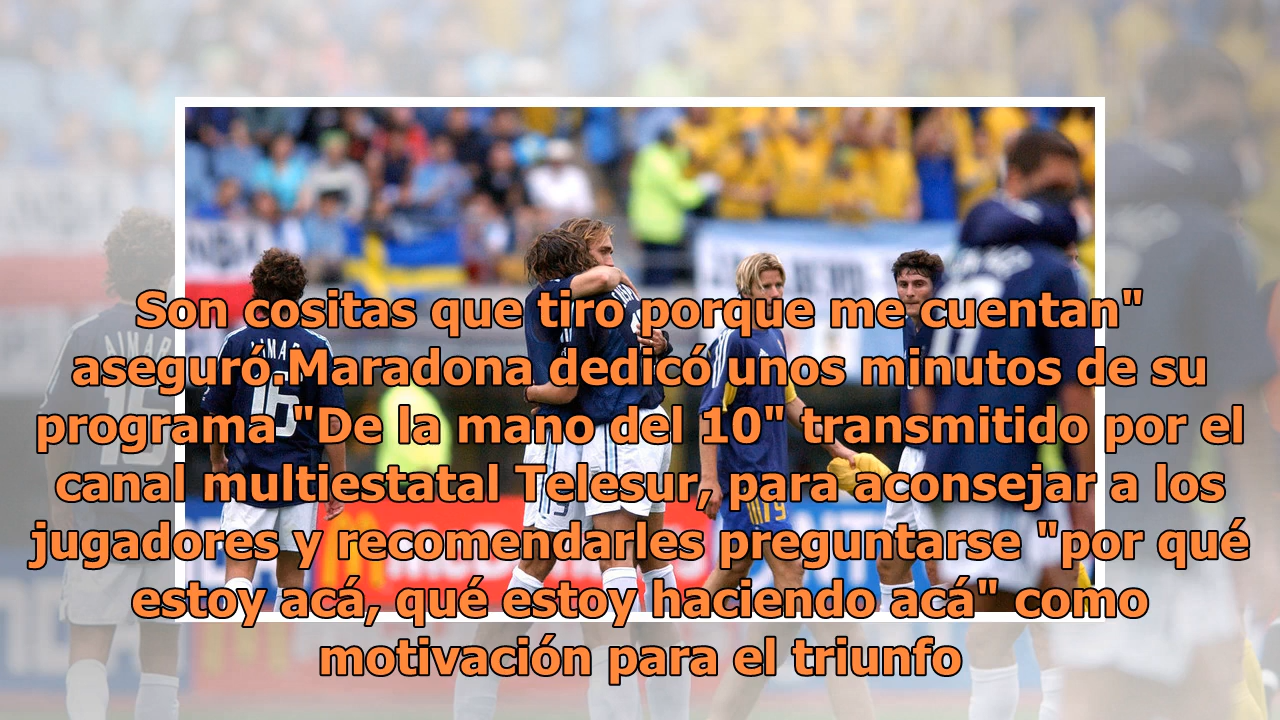 Son cositas que tiro porque me cuentan"
aseguró.Maradona dedicó unos minutos de su
programa "De la mano del 10" transmitido por el
canal multiestatal Telesur, para aconsejar a los
jugadores y recomendarles preguntarse "por qué
estoy acá, qué estoy haciendo acá" como
motivación para el triunfo
AIMAR
16